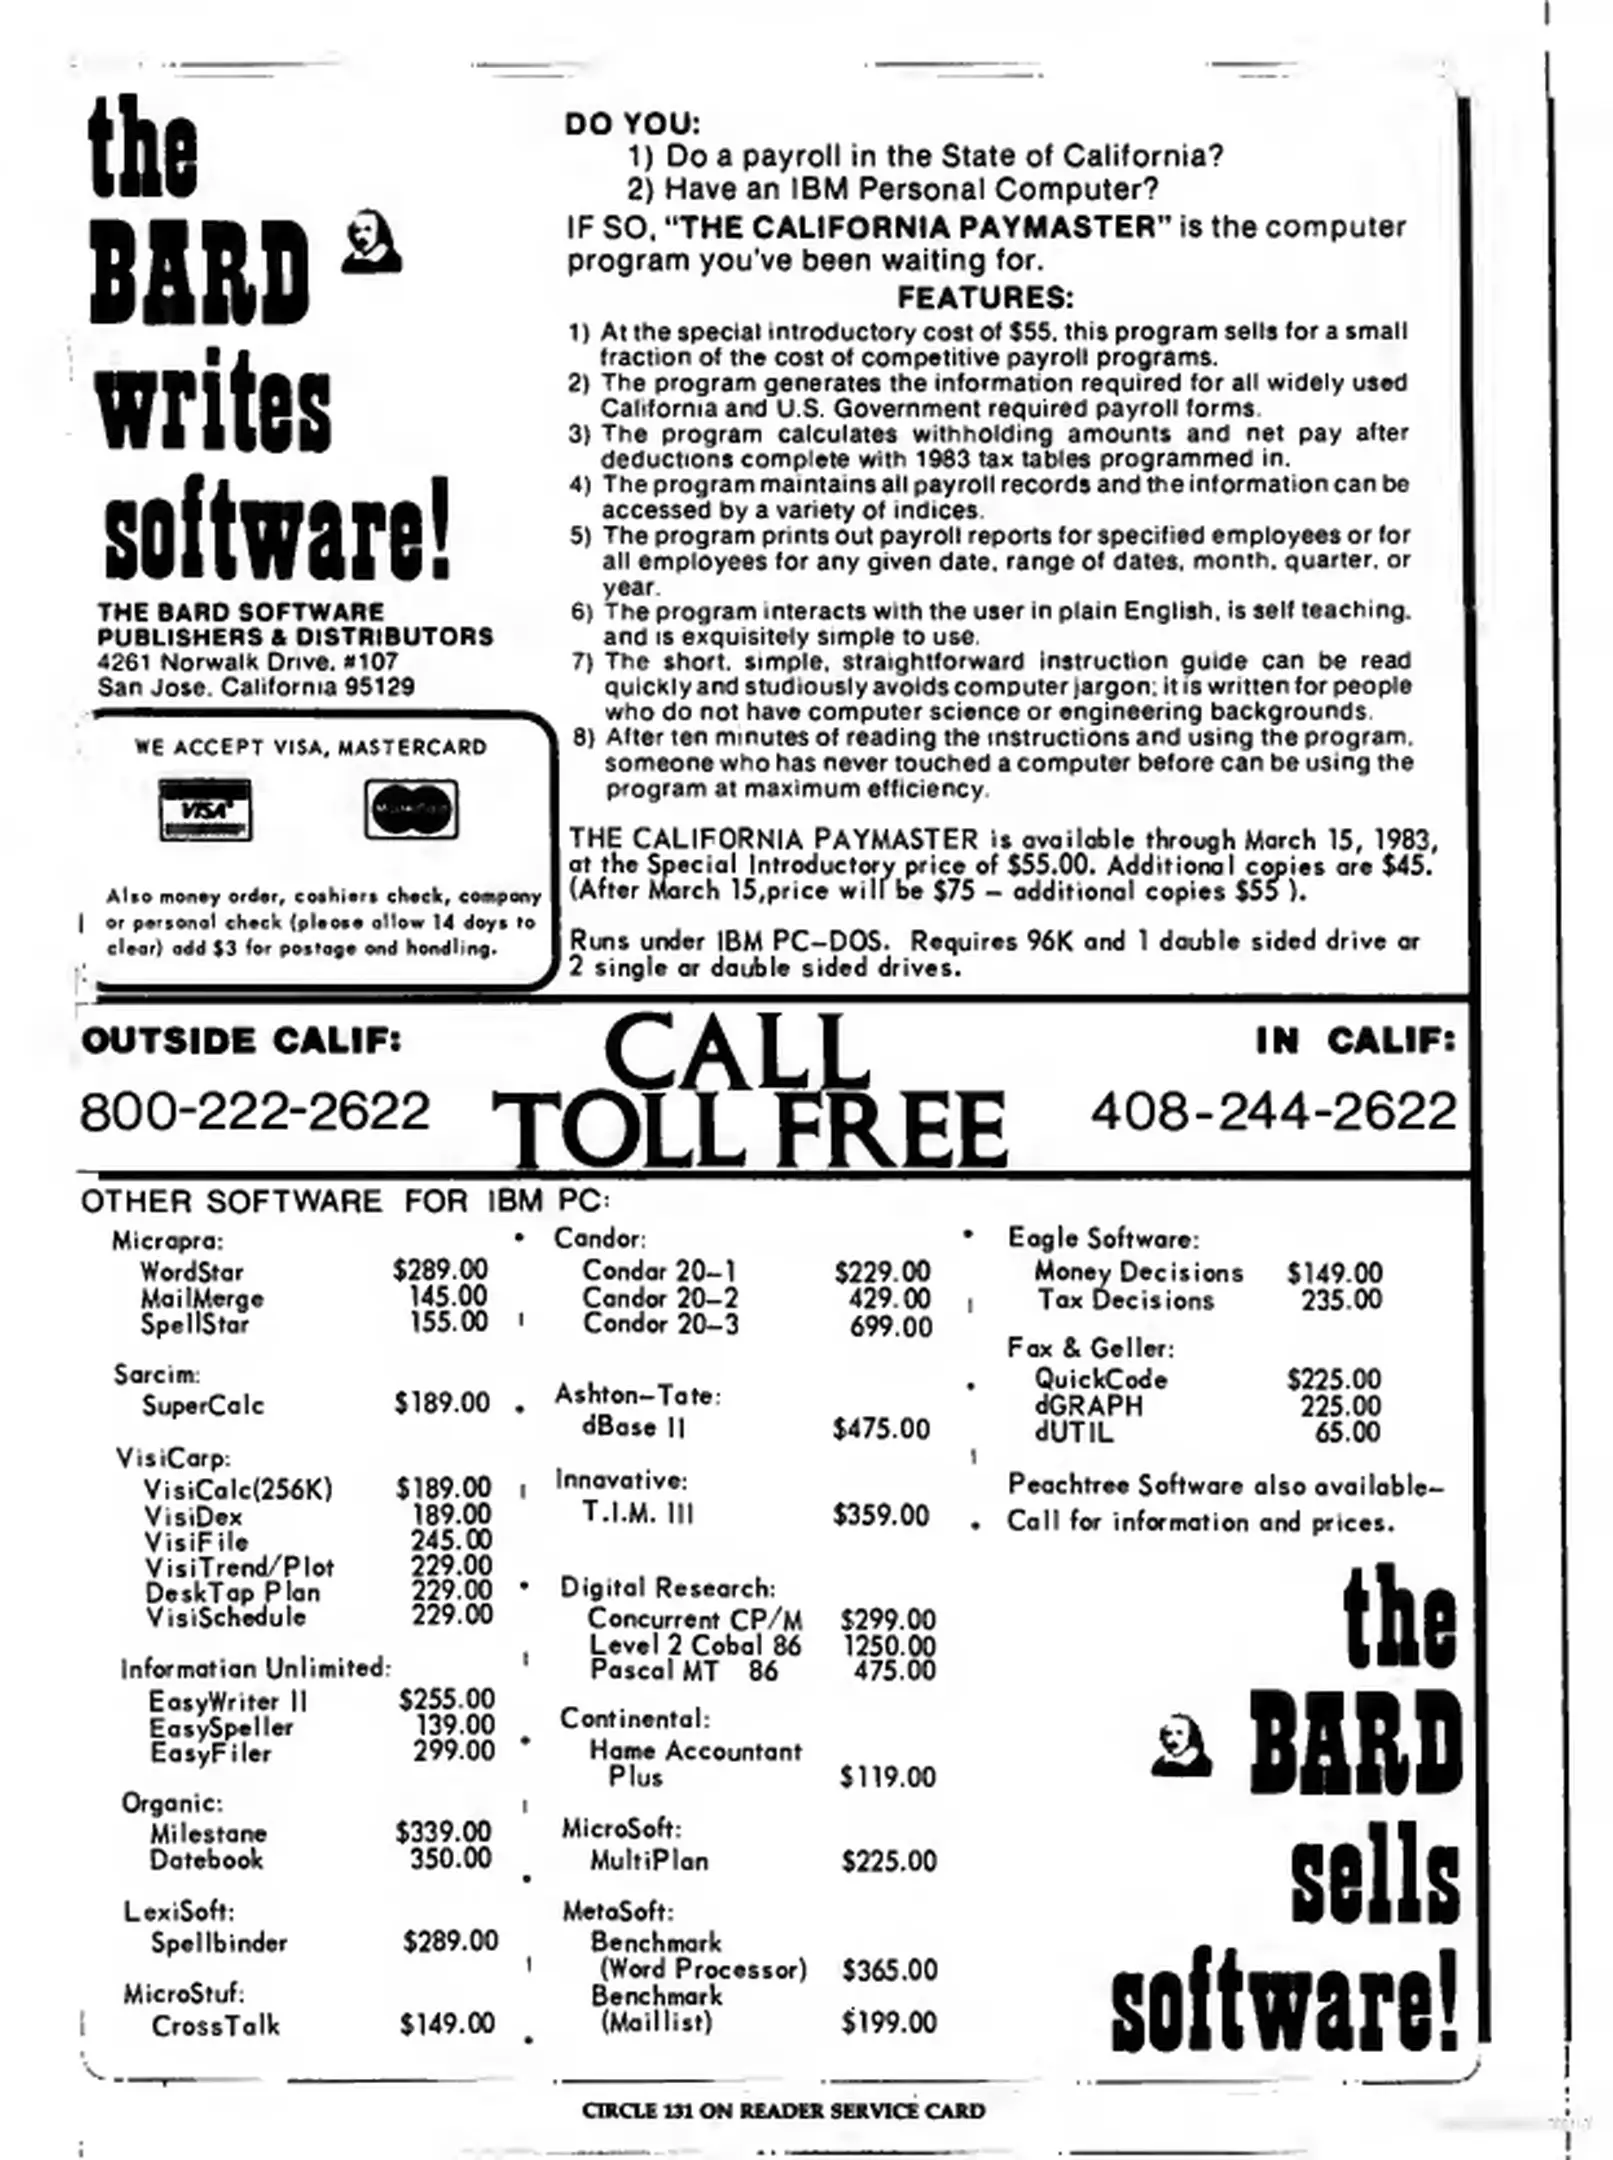 the
BARD
writes
software!
THE BARD SOFTWARE
PUBLISHERS & DISTRIBUTORS
4261 Norwalk Drive, #107
San Jose, California 95129
WE ACCEPT VISA, MASTERCARD
VISA
MasterCard
Also money order, cashiers check, company
or personal check (please allow 14 days to
clear) add $3 for postage and handling.
DO YOU:
1) Do a payroll in the State of California?
2) Have an IBM Personal Computer?
IF SO, "THE CALIFORNIA PAYMASTER" is the computer
program you've been waiting for.
FEATURES:
1) At the special introductory cost of $55, this program sells for a small
fraction of the cost of competitive payroll programs.
2) The program generates the information required for all widely used
California and U.S. Government required payroll forms.
3) The program calculates withholding amounts and net pay after
deductions complete with 1983 tax tables programmed in.
4) The program maintains all payroll records and the information can be
accessed by a variety of indices.
5) The program prints out payroll reports for specified employees or for
all employees for any given date, range of dates, month, quarter, or
year.
6) The program interacts with the user in plain English, is self teaching,
and is exquisitely simple to use.
7) The short, simple, straightforward instruction guide can be read
quickly and studiously avoids computer jargon; it is written for people
who do not have computer science or engineering backgrounds.
8) After ten minutes of reading the instructions and using the program,
someone who has never touched a computer before can be using the
program at maximum efficiency.
THE CALIFORNIA PAYMASTER is available through March 15, 1983,
at the Special Introductory price of $55.00. Additional copies are $45.
(After March 15,price will be $75 – additional copies $55 ).
Runs under IBM PC–DOS. Requires 96K and 1 double sided drive or
2 single or double sided drives.
OUTSIDE CALIF:
800-222-2622
CALL
TOLL FREE
IN CALIF:
408-244-2622
OTHER SOFTWARE FOR IBM PC:
Micropro:
WordStar $289.00
MailMerge 145.00
SpellStar 155.00
Sorcim:
SuperCalc $189.00
VisiCorp:
VisiCalc(256K) $189.00
VisiDex 189.00
VisiFile 245.00
VisiTrend/Plot 229.00
DeskTop Plan 229.00
VisiSchedule 229.00
Information Unlimited:
EasyWriter II $255.00
EasySpeller 139.00
EasyFiler 299.00
Organic:
Milestone $339.00
Datebook 350.00
LexiSoft:
Spellbinder $289.00
MicroStuf:
CrossTalk $149.00
Condor:
Condor 20–1 $229.00
Condor 20–2 429.00
Condor 20–3 699.00
Ashton–Tate:
dBase II $475.00
Innovative:
T.I.M. III $359.00
Digital Research:
Concurrent CP/M $299.00
Level 2 Cobal 86 1250.00
Pascal MT 86 475.00
Continental:
Home Accountant
Plus $119.00
MicroSoft:
MultiPlan $225.00
MetaSoft:
Benchmark
(Word Processor) $365.00
Benchmark
(Maillist) $199.00
Eagle Software:
Money Decisions $149.00
Tax Decisions 235.00
Fox & Geller:
QuickCode $225.00
dGRAPH 225.00
dUTIL 65.00
Peachtree Software also available–
Call for information and prices.
the
BARD
sells
software!
CIRCLE 131 ON READER SERVICE CARD